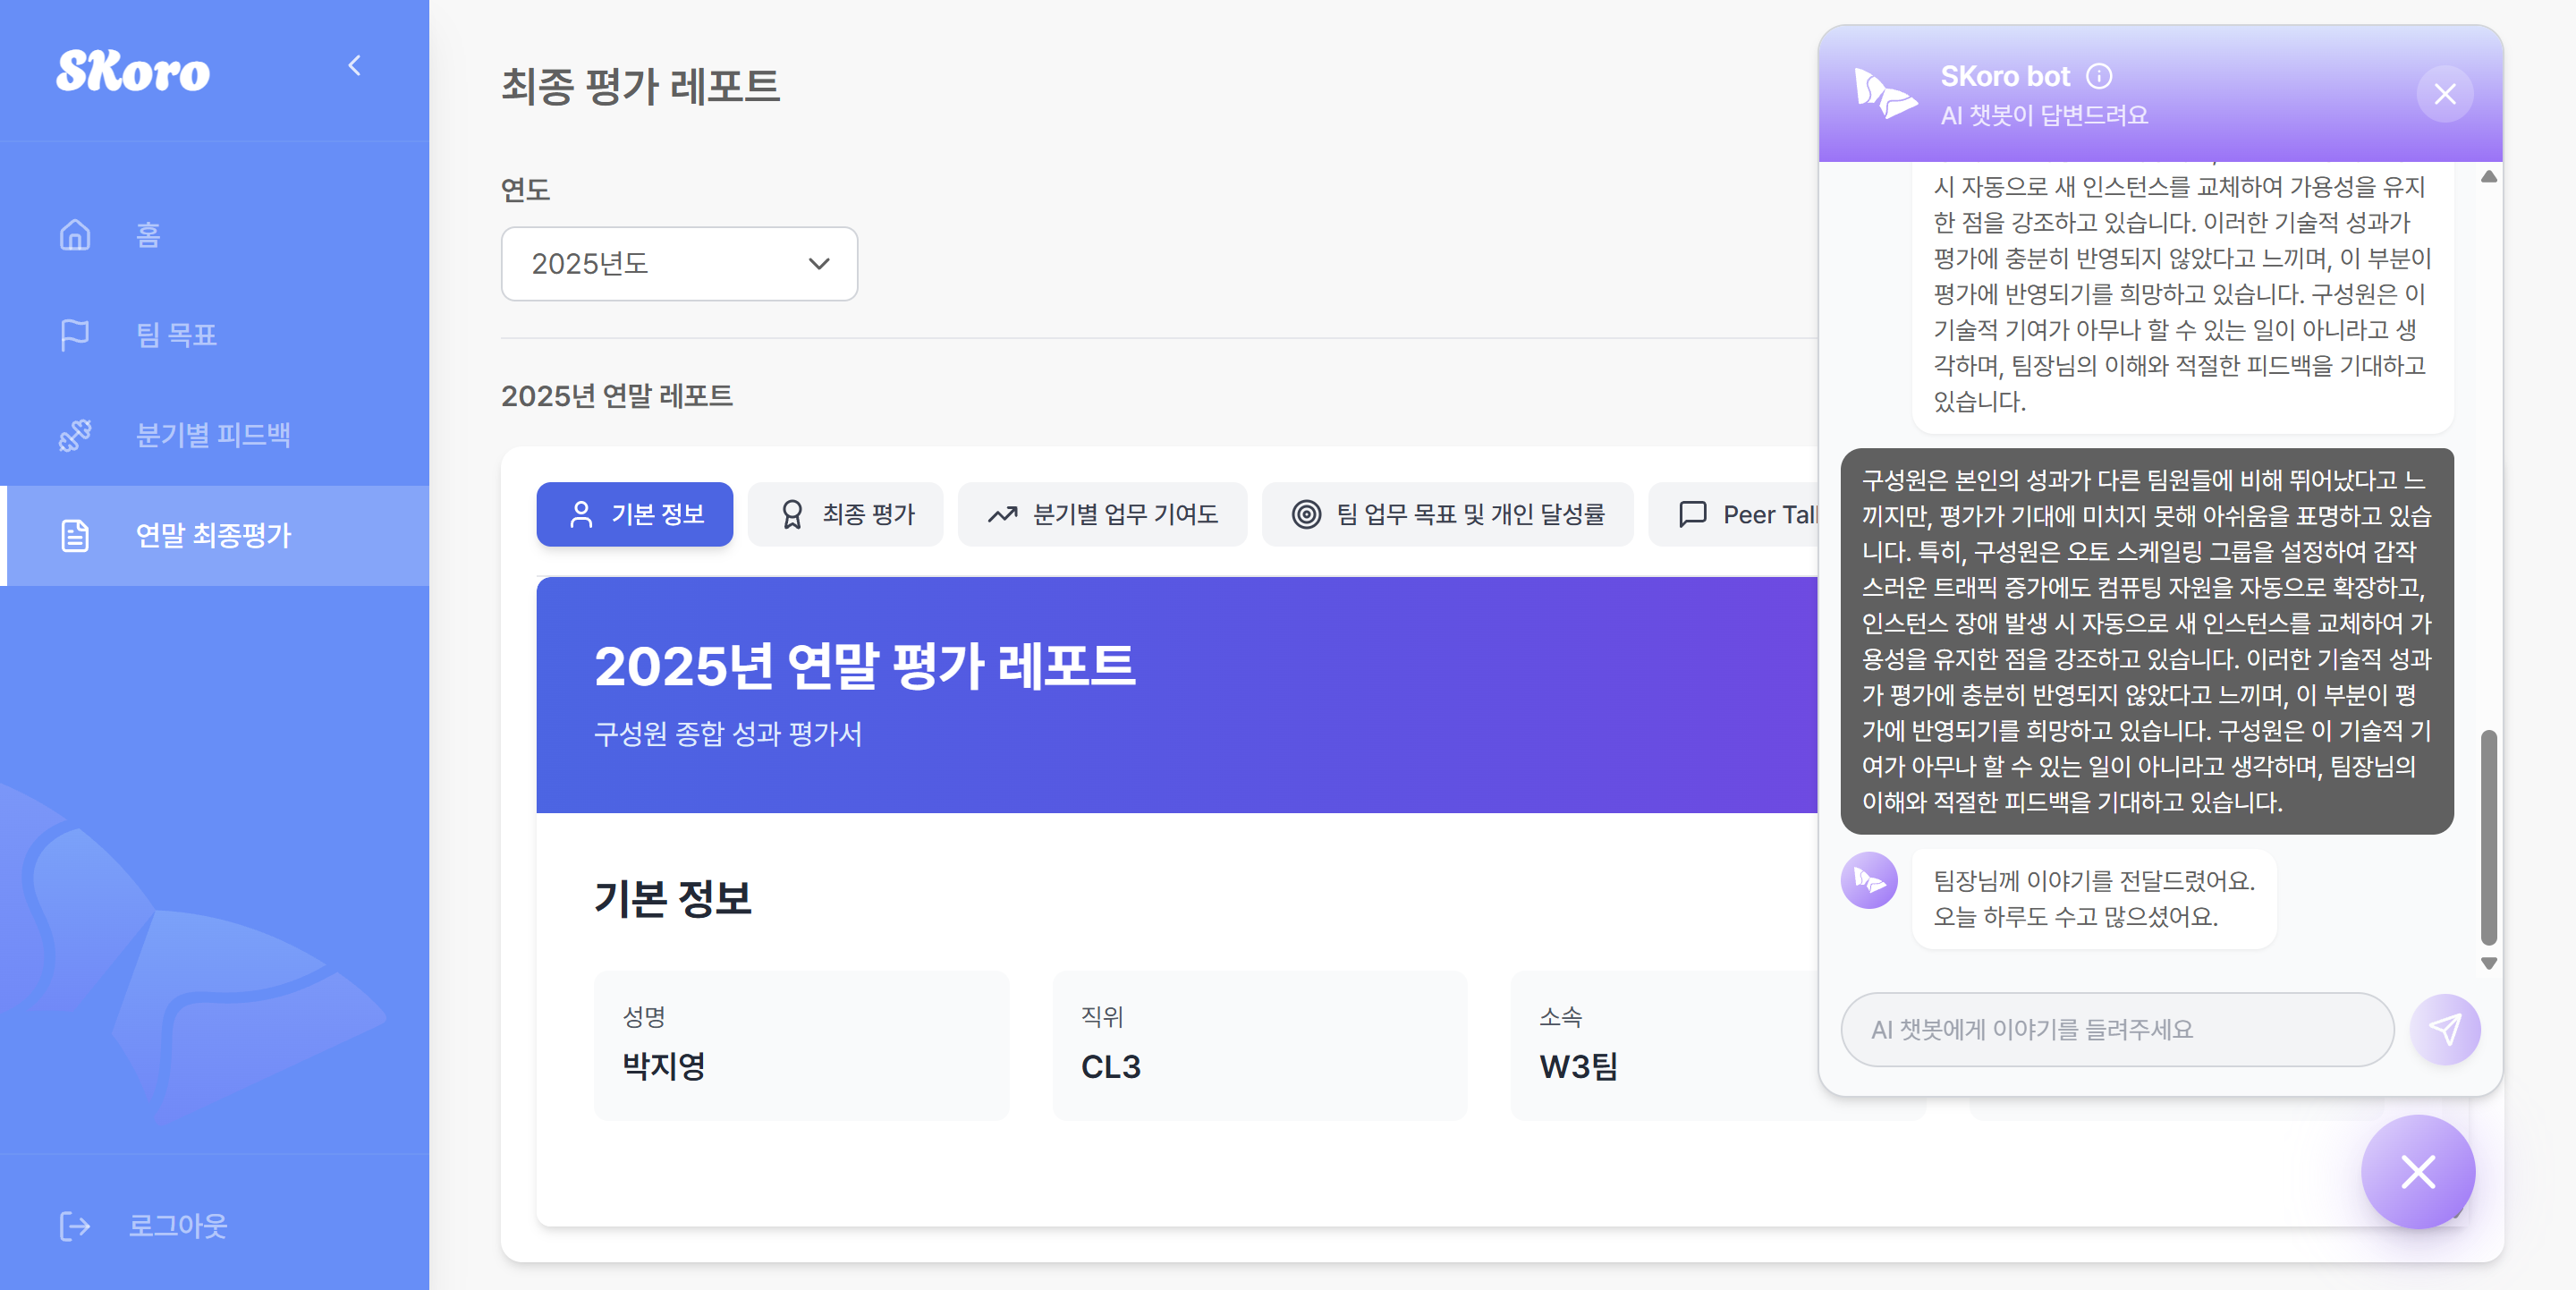 SKoro
홈
팀 목표
분기별 피드백
연말 최종평가
로그아웃
최종 평가 레포트
연도
2025년도
2025년 연말 레포트
기본 정보
최종 평가
분기별 업무 기여도
팀 업무 목표 및 개인 달성률
Peer Tal
2025년 연말 평가 레포트
구성원 종합 성과 평가서
기본 정보
성명
박지영
직위
CL3
소속
W3팀
SKoro bot
AI 챗봇이 답변드려요
시 자동으로 새 인스턴스를 교체하여 가용성을 유지
한 점을 강조하고 있습니다. 이러한 기술적 성과가
평가에 충분히 반영되지 않았다고 느끼며, 이 부분이
평가에 반영되기를 희망하고 있습니다. 구성원은 이
기술적 기여가 아무나 할 수 있는 일이 아니라고 생
각하며, 팀장님의 이해와 적절한 피드백을 기대하고
있습니다.
구성원은 본인의 성과가 다른 팀원들에 비해 뛰어났다고 느
끼지만, 평가가 기대에 미치지 못해 아쉬움을 표명하고 있습
니다. 특히, 구성원은 오토 스케일링 그룹을 설정하여 갑작
스러운 트래픽 증가에도 컴퓨팅 자원을 자동으로 확장하고,
인스턴스 장애 발생 시 자동으로 새 인스턴스를 교체하여 가
용성을 유지한 점을 강조하고 있습니다. 이러한 기술적 성과
가 평가에 충분히 반영되지 않았다고 느끼며, 이 부분이 평
가에 반영되기를 희망하고 있습니다. 구성원은 이 기술적 기
여가 아무나 할 수 있는 일이 아니라고 생각하며, 팀장님의
이해와 적절한 피드백을 기대하고 있습니다.
팀장님께 이야기를 전달드렸어요.
오늘 하루도 수고 많으셨어요.
AI 챗봇에게 이야기를 들려주세요